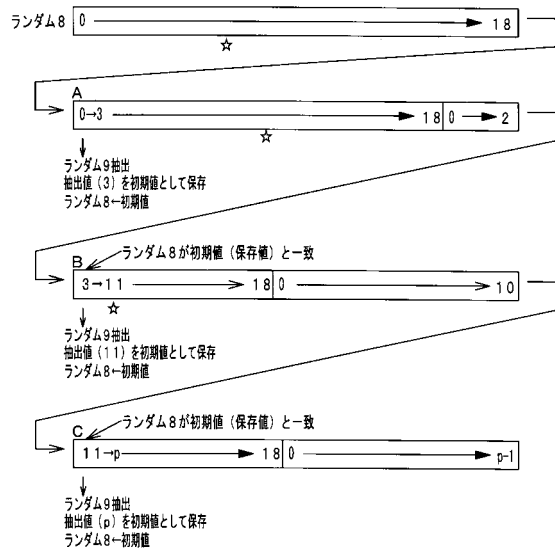 ランダム8
0 18
☆
A
0→3 18 0 2
☆
ランダム9抽出
抽出値(3)を初期値として保存
ランダム8←初期値
ランダム8が初期値(保存値)と一致
B
3→11 18 0 10
☆
ランダム9抽出
抽出値(11)を初期値として保存
ランダム8←初期値
ランダム8が初期値(保存値)と一致
C
11→p 18 0 p-1
ランダム9抽出
抽出値(p)を初期値として保存
ランダム8←初期値